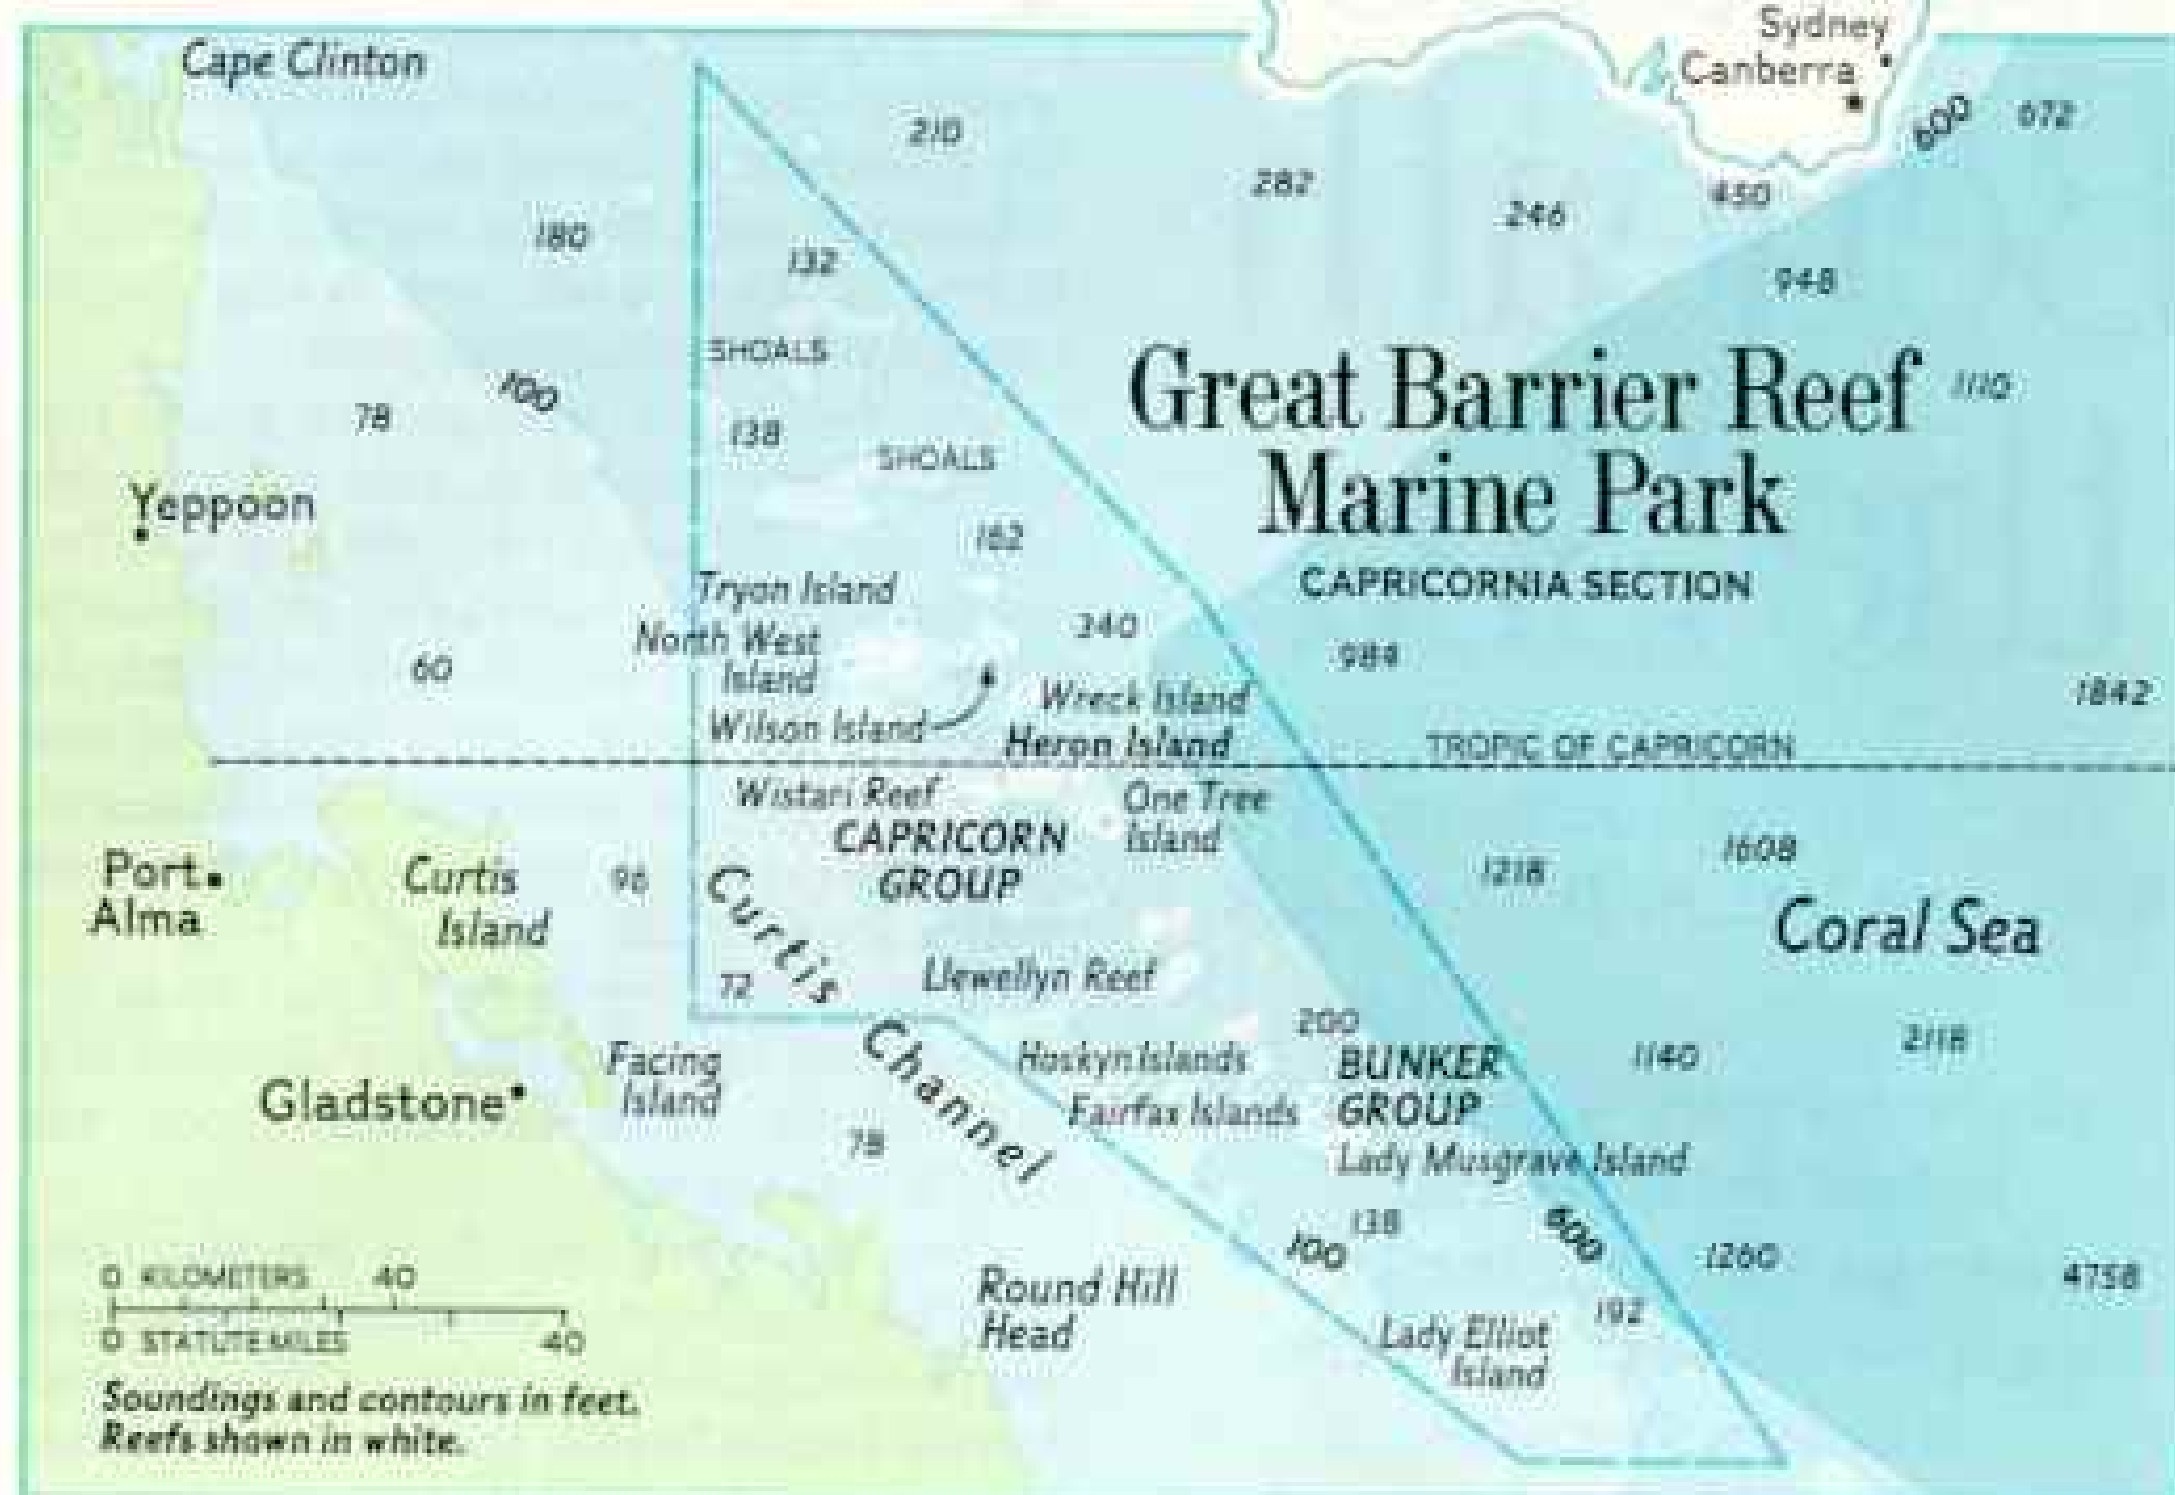 Sydney
Canberra
Cape Clinton
600
672
210
282
246
450
180
132
948
SHOALS
Great Barrier Reef
1110
78
100
138
SHOALS
Marine Park
Yeppoon
162
CAPRICORNIA SECTION
Tryon Island
240
North West
Island
60
984
1842
Wreck Island
Wilson Island
Heron Island
TROPIC OF CAPRICORN
Wistari Reef
One Tree
Island
CAPRICORN
GROUP
1608
1218
Port
Alma
Curtis
Island
96
Coral Sea
Curtis
Channel
72
Llewellyn Reef
200
2118
1140
Facing
Island
Hoskyn Islands
BUNKER
GROUP
Gladstone
Fairfax Islands
78
Lady Musgrave Island
138
600
100
1260
4758
0 KILOMETERS 40
0 STATUTE MILES 40
Round Hill
Head
192
Lady Elliot
Island
Soundings and contours in feet.
Reefs shown in white.